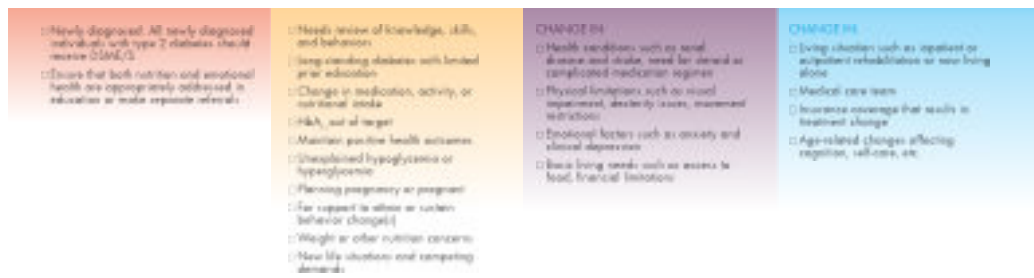 Newly diagnosed. All newly diagnosed
individuals with type 2 diabetes should
receive DSME/S
Ensure that both nutrition and emotional
health are appropriately addressed in
education or make separate referrals
Needs review of knowledge, skills,
and behaviors
Long-standing diabetes with limited
prior education
Change in medication, activity, or
nutritional intake
HbA1c out of target
Maintain positive health outcomes
Unexplained hypoglycemia or
hyperglycemia
Planning pregnancy or pregnant
For support to attain or sustain
behavior change(s)
Weight or other nutrition concerns
New life situations and competing
demands
CHANGE IN:
Health conditions such as renal
disease and stroke, need for steroid or
complicated medication regimen
Physical limitations such as visual
impairment, dexterity issues, movement
restrictions
Emotional factors such as anxiety and
clinical depression
Basic living needs such as access to
food, financial limitations
CHANGE IN:
Living situation such as inpatient or
outpatient rehabilitation or now living
alone
Medical care team
Insurance coverage that results in
treatment change
Age-related changes affecting
cognition, self-care, etc.